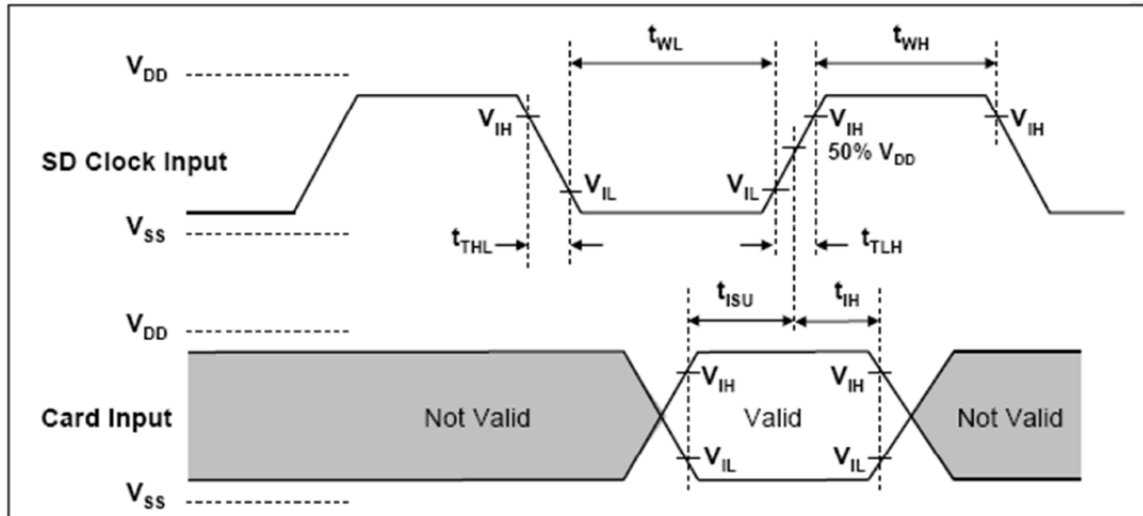 t_WL
t_WH
V_DD
V_IH
V_IH
V_IH
50% V_DD
SD Clock Input
V_IL
V_IL
V_SS
t_THL
t_TLH
t_ISU
t_IH
V_DD
V_IH
V_IH
Card Input
Not Valid
Valid
Not Valid
V_IL
V_IL
V_SS